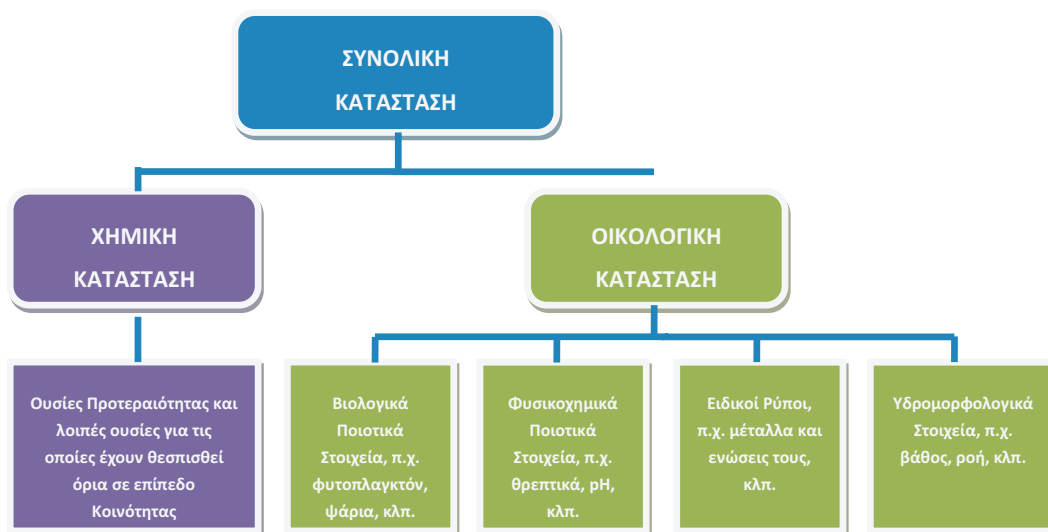 ΣΥΝΟΛΙΚΗ
ΚΑΤΑΣΤΑΣΗ
ΧΗΜΙΚΗ
ΚΑΤΑΣΤΑΣΗ
ΟΙΚΟΛΟΓΙΚΗ
ΚΑΤΑΣΤΑΣΗ
Ουσίες Προτεραιότητας και
λοιπές ουσίες για τις
οποίες έχουν θεσπισθεί
όρια σε επίπεδο
Κοινότητας
Βιολογικά
Ποιοτικά
Στοιχεία, π.χ.
φυτοπλαγκτόν,
ψάρια, κλπ.
Φυσικοχημικά
Ποιοτικά
Στοιχεία, π.χ.
θρεπτικά, pH,
κλπ.
Ειδικοί Ρύποι,
π.χ. μέταλλα και
ενώσεις τους,
κλπ.
Υδρομορφολογικά
Στοιχεία, π.χ.
βάθος, ροή, κλπ.